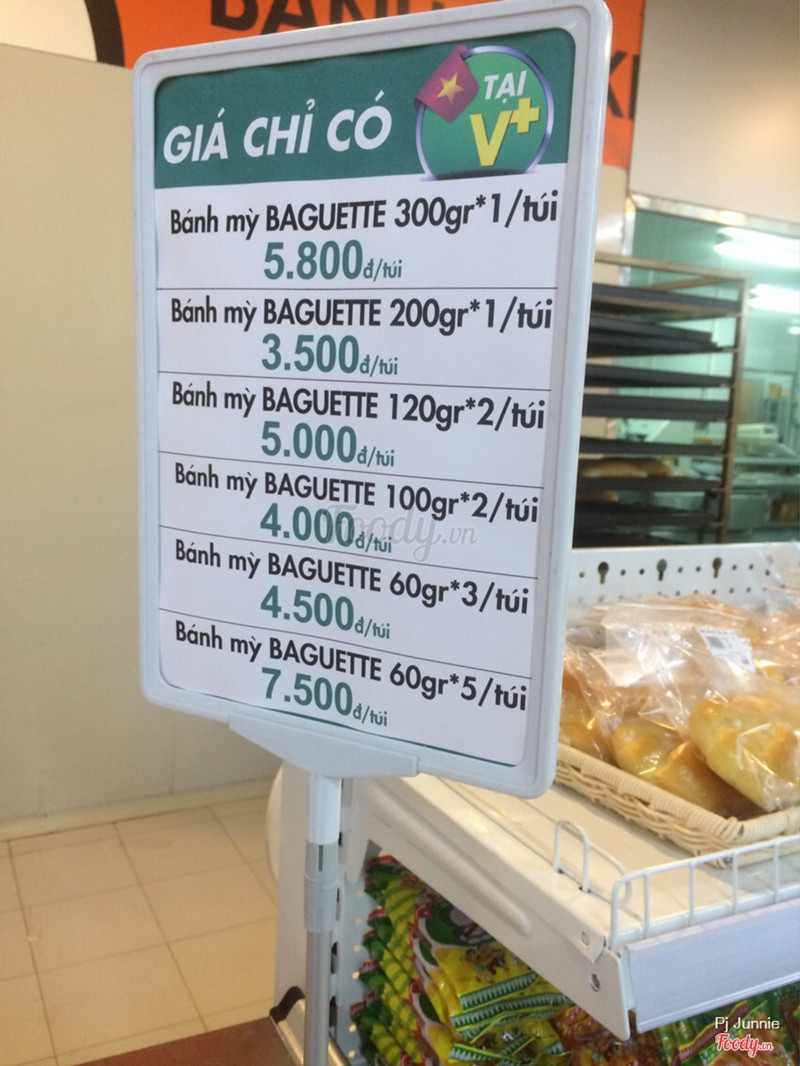 BÁNH
GIÁ CHỈ CÓ
TẠI
V+
Bánh mỳ BAGUETTE 300gr*1/túi
5.800đ/túi
Bánh mỳ BAGUETTE 200gr*1/túi
3.500đ/túi
Bánh mỳ BAGUETTE 120gr*2/túi
5.000đ/túi
Bánh mỳ BAGUETTE 100gr*2/túi
4.000đ/túi
Foody.vn
Bánh mỳ BAGUETTE 60gr*3/túi
4.500đ/túi
Bánh mỳ BAGUETTE 60gr*5/túi
7.500đ/túi
Pj Junnie
Foody.vn